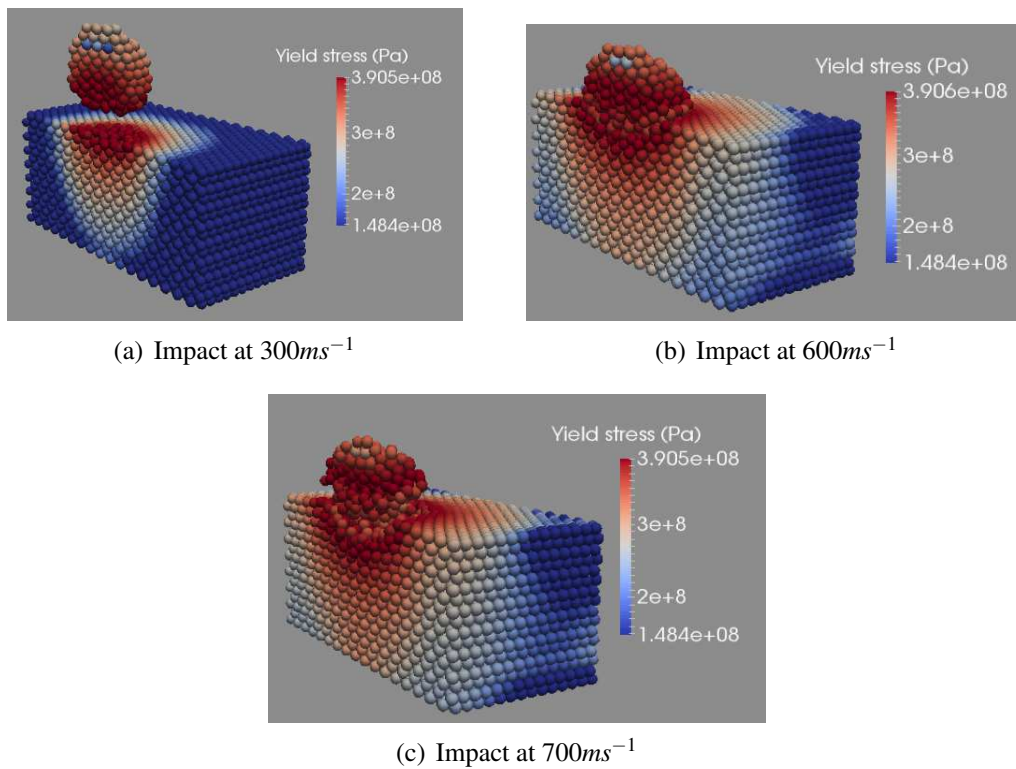 Yield stress (Pa)
3.905e+08
3e+8
2e+8
1.484e+08
(a) Impact at 300ms⁻¹
Yield stress (Pa)
3.906e+08
3e+8
2e+8
1.484e+08
(b) Impact at 600ms⁻¹
Yield stress (Pa)
3.905e+08
3e+8
2e+8
1.484e+08
(c) Impact at 700ms⁻¹